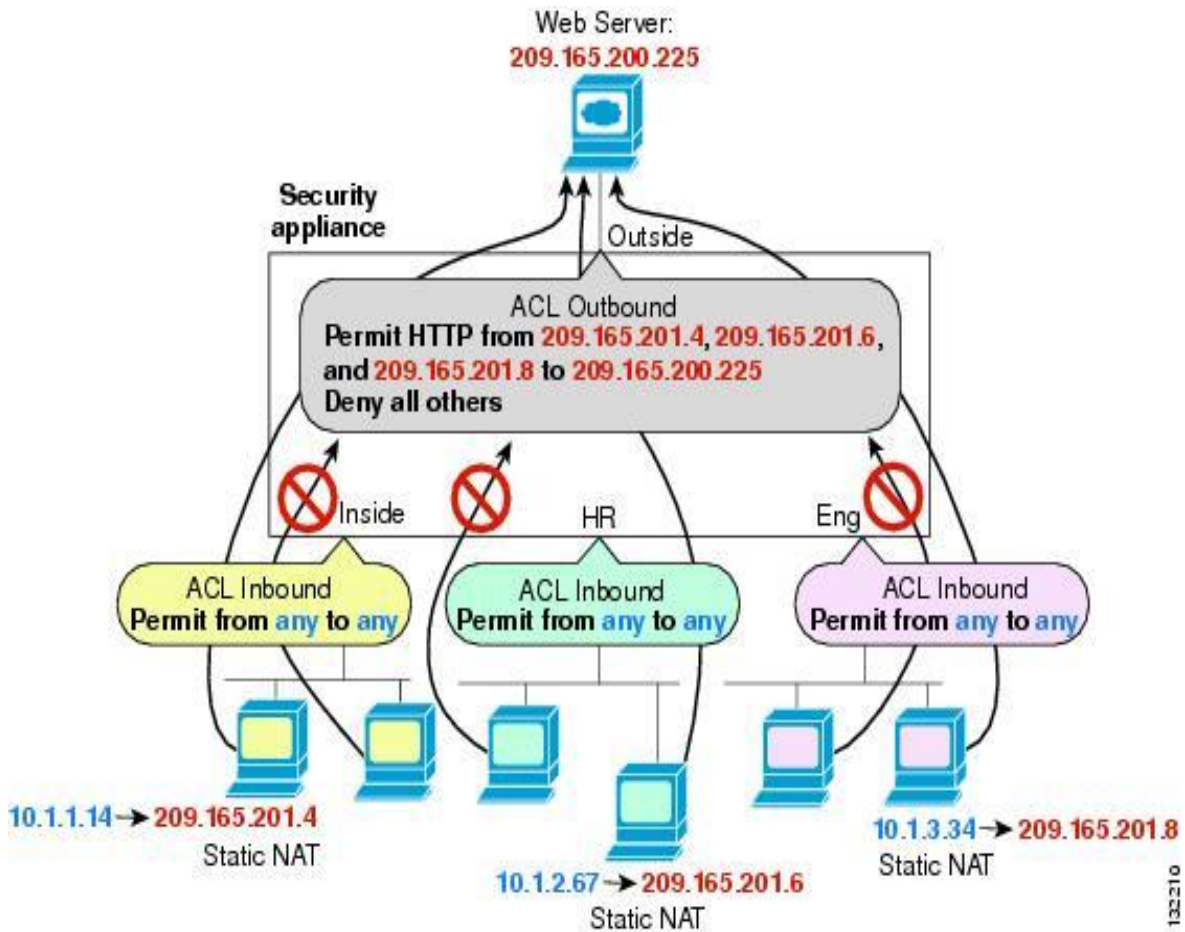 Web Server:
209.165.200.225
Security
appliance
Outside
ACL Outbound
Permit HTTP from 209.165.201.4, 209.165.201.6,
and 209.165.201.8 to 209.165.200.225
Deny all others
Inside
HR
Eng
ACL Inbound
Permit from any to any
ACL Inbound
Permit from any to any
ACL Inbound
Permit from any to any
10.1.1.14 → 209.165.201.4
Static NAT
10.1.2.67 → 209.165.201.6
Static NAT
10.1.3.34 → 209.165.201.8
Static NAT
132210